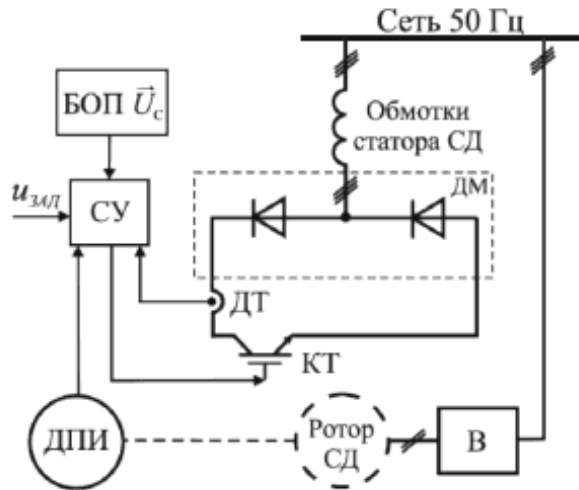 Сеть 50 Гц
БОП U⃗с
Обмотки
статора СД
ДМ
uЗАД
СУ
ДТ
КТ
ДПИ
Ротор
СД
В